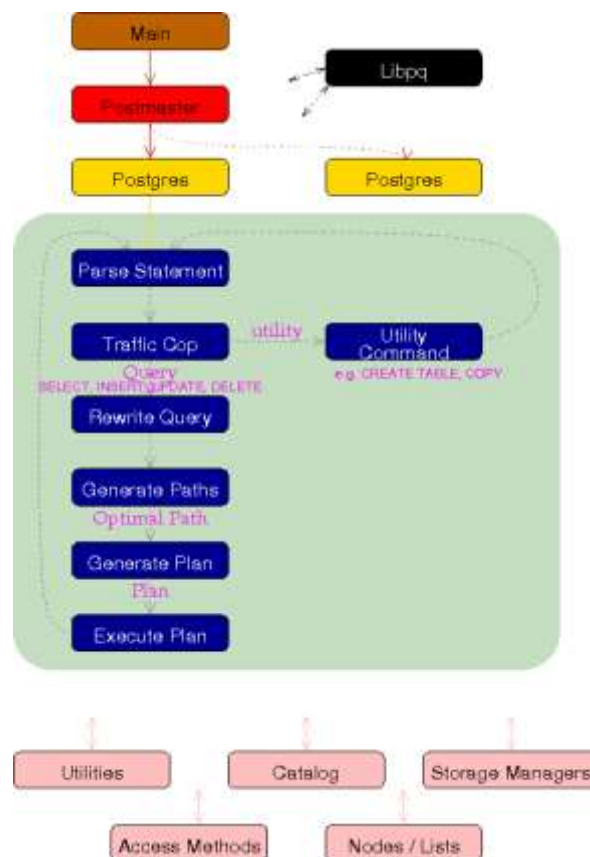 Main
Libpq
Postmaster
Postgres
Postgres
Parse Statement
utility
Traffic Cop
Utility
Command
Query
SELECT, INSERT, UPDATE, DELETE
e.g. CREATE TABLE, COPY
Rewrite Query
Generate Paths
Optimal Path
Generate Plan
Plan
Execute Plan
Utilities
Catalog
Storage Managers
Access Methods
Nodes / Lists